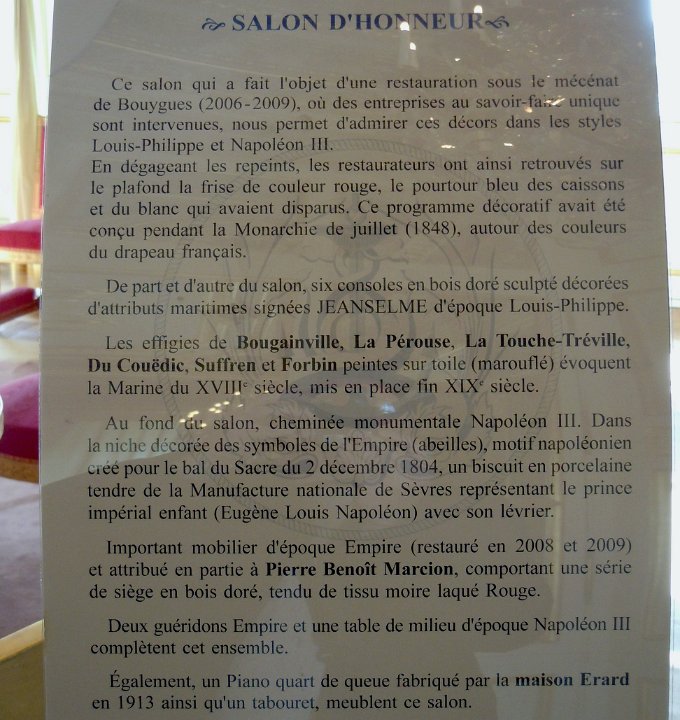 SALON D'HONNEUR
Ce salon qui a fait l'objet d'une restauration sous le mécénat
de Bouygues (2006-2009), où des entreprises au savoir-faire unique
sont intervenues, nous permet d'admirer ces décors dans les styles
Louis-Philippe et Napoléon III.
En dégageant les repeints, les restaurateurs ont ainsi retrouvés sur
le plafond la frise de couleur rouge, le pourtour bleu des caissons
et du blanc qui avaient disparus. Ce programme décoratif avait été
conçu pendant la Monarchie de juillet (1848), autour des couleurs
du drapeau français.
De part et d'autre du salon, six consoles en bois doré sculpté décorées
d'attributs maritimes signées JEANSELME d'époque Louis-Philippe.
Les effigies de Bougainville, La Pérouse, La Touche-Tréville,
Du Couëdic, Suffren et Forbin peintes sur toile (marouflé) évoquent
la Marine du XVIIIe siècle, mis en place fin XIXe siècle.
Au fond du salon, cheminée monumentale Napoléon III. Dans
la niche décorée des symboles de l'Empire (abeilles), motif napoléonien
créé pour le bal du Sacre du 2 décembre 1804, un biscuit en porcelaine
tendre de la Manufacture nationale de Sèvres représentant le prince
impérial enfant (Eugène Louis Napoléon) avec son lévrier.
Important mobilier d'époque Empire (restauré en 2008 et 2009)
et attribué en partie à Pierre Benoît Marcion, comportant une série
de siège en bois doré, tendu de tissu moire laqué Rouge.
Deux guéridons Empire et une table de milieu d'époque Napoléon III
complètent cet ensemble.
Également, un Piano quart de queue fabriqué par la maison Erard
en 1913 ainsi qu'un tabouret, meublent ce salon.